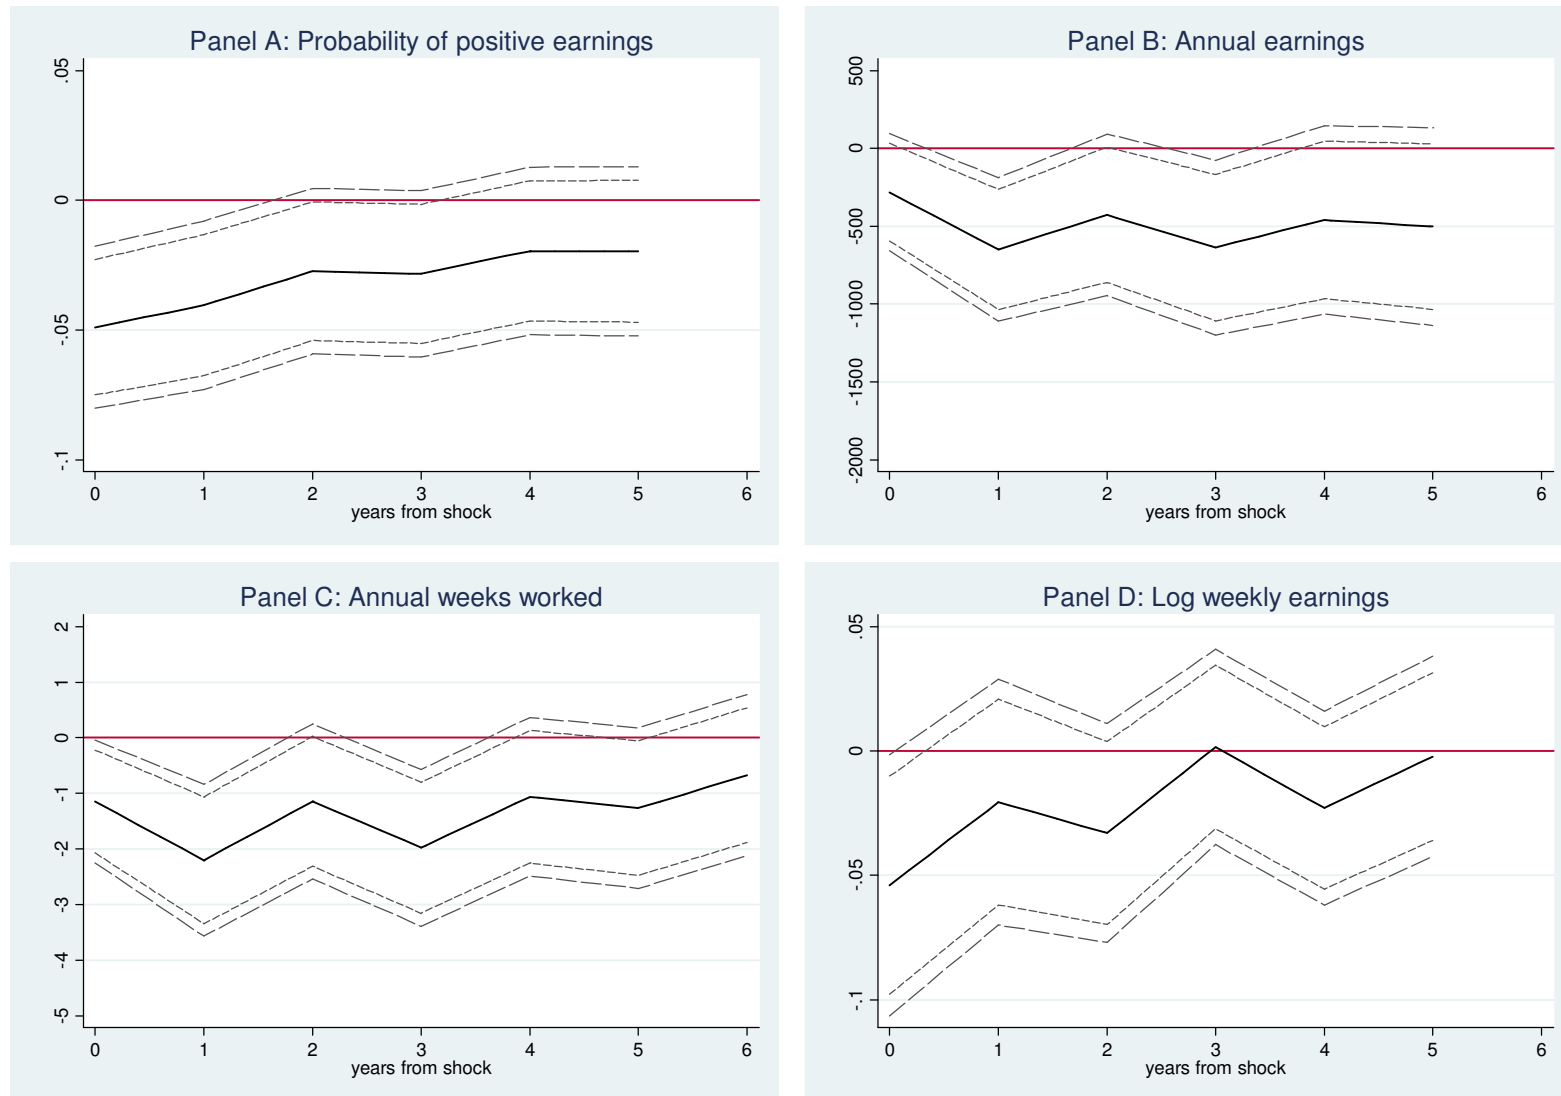 Panel A: Probability of positive earnings
.05
0
-.05
-.1
0 1 2 3 4 5 6
years from shock
Panel B: Annual earnings
500
0
-500
-1000
-1500
-2000
0 1 2 3 4 5 6
years from shock
Panel C: Annual weeks worked
2
1
0
-1
-2
-3
-4
-5
0 1 2 3 4 5 6
years from shock
Panel D: Log weekly earnings
.05
0
-.05
-.1
0 1 2 3 4 5 6
years from shock